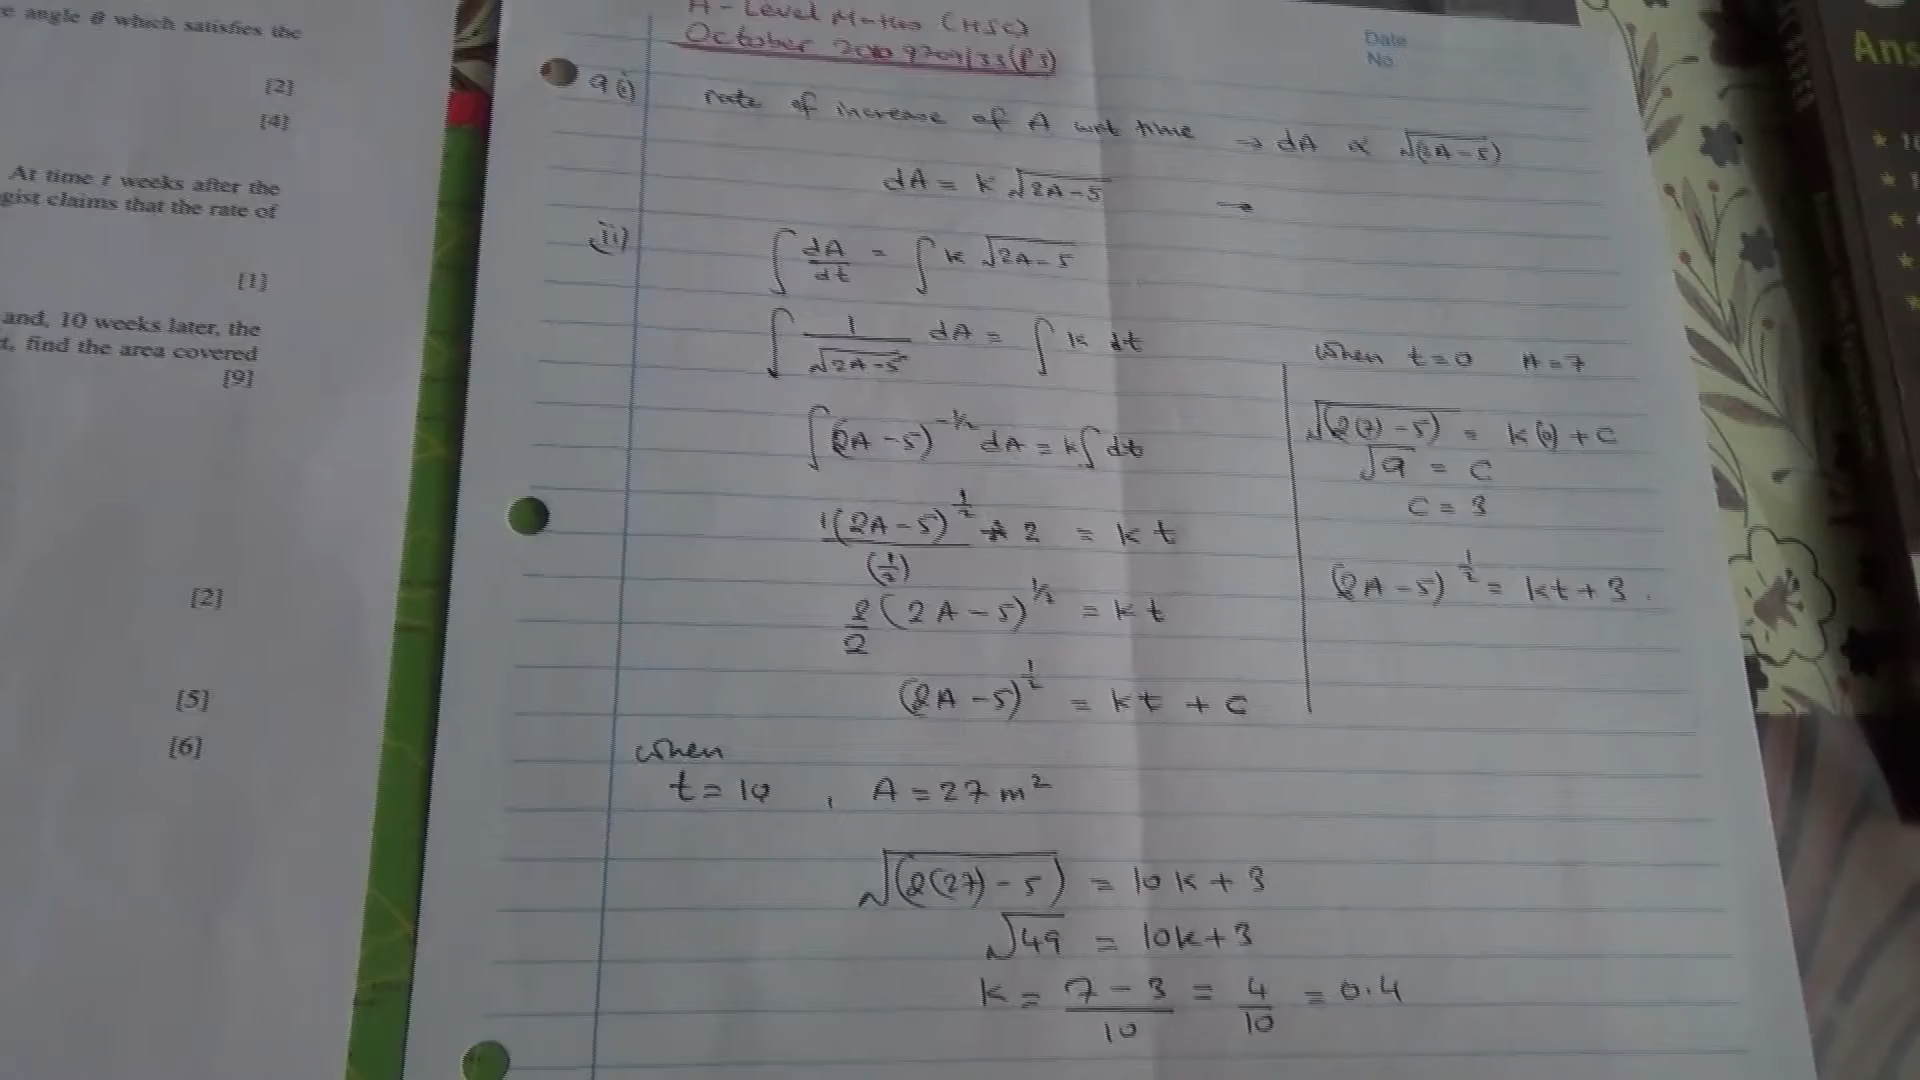 e angle θ which satisfies the
[2]
[4]
At time t weeks after the
gist claims that the rate of
[1]
and, 10 weeks later, the
t, find the area covered
[9]
[2]
[5]
[6]
A-Level Maths (HSC)
October 2010 9709/33(P3)
Date
No.
9(i) rate of increase of A wrt time → dA ∝ √(2A-5)
dA = k √2A-5 →
(ii) ∫ dA/dt = ∫ k √2A-5
∫ 1/√2A-5 dA = ∫ k dt
∫(2A-5)^-1/2 dA = k∫dt
1(2A-5)^1/2 / (1/2) * 2 = kt
2/2 (2A-5)^1/2 = kt
(2A-5)^1/2 = kt + c
when t=0 A=7
√(2(7)-5) = k(0)+c
√9 = c
c = 3
(2A-5)^1/2 = kt+3.
when
t=10, A=27m²
√(2(27)-5) = 10k+3
√49 = 10k+3
k = 7-3/10 = 4/10 = 0.4
Ans